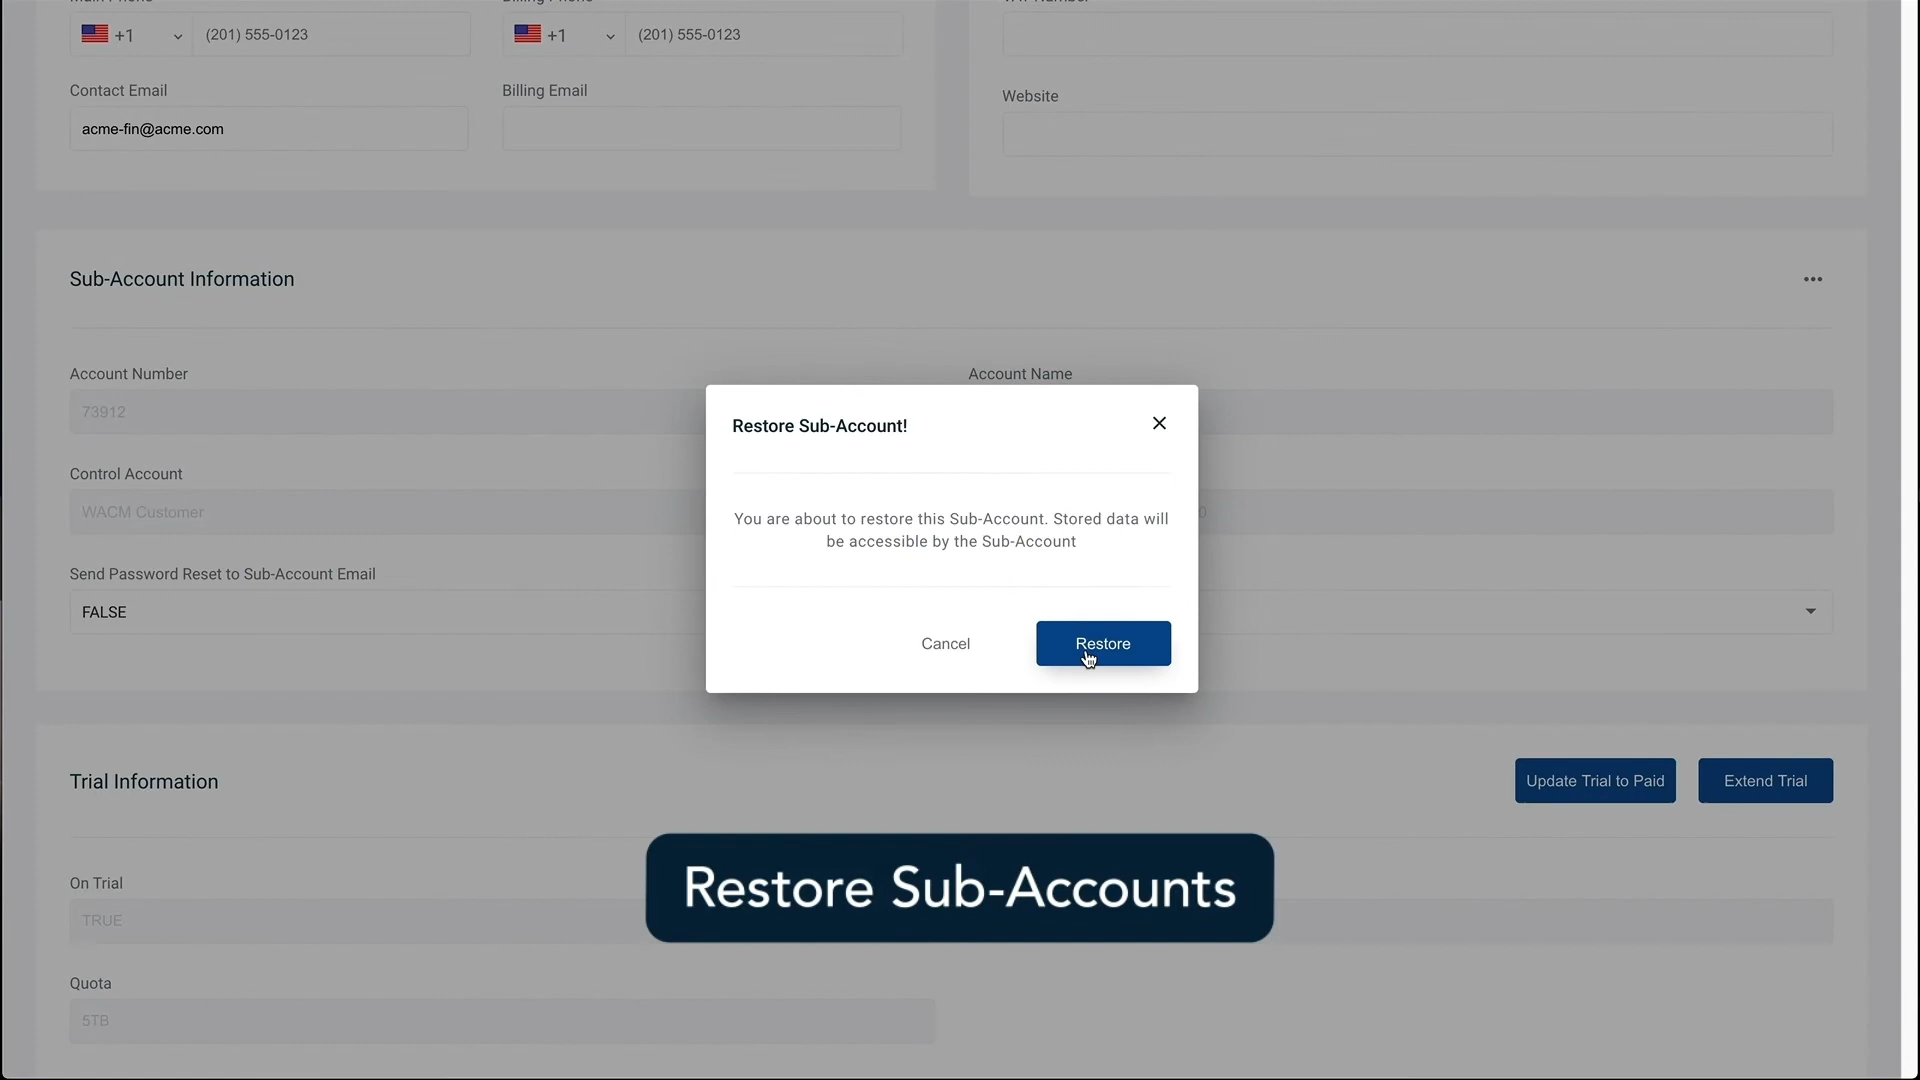 +1
(201) 555-0123
+1
(201) 555-0123
Contact Email
acme-fin@acme.com
Billing Email
Website
Sub-Account Information
Account Number
73912
Account Name
Control Account
WACM Customer
Send Password Reset to Sub-Account Email
FALSE
Restore Sub-Account!
You are about to restore this Sub-Account. Stored data will
be accessible by the Sub-Account
Cancel
Restore
Trial Information
Update Trial to Paid
Extend Trial
Restore Sub-Accounts
On Trial
TRUE
Quota
5TB